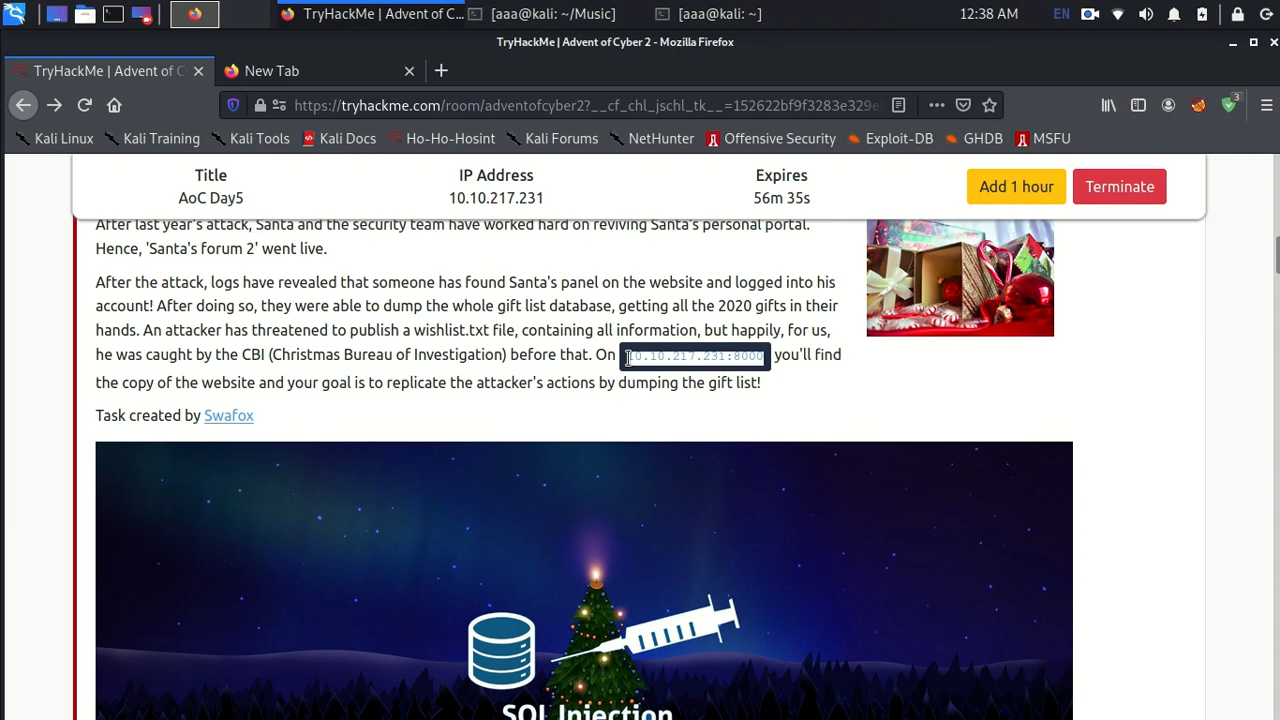 TryHackMe | Advent of C...
[aaa@kali: ~/Music]
[aaa@kali: ~]
12:38 AM
EN
TryHackMe | Advent of Cyber 2 - Mozilla Firefox
TryHackMe | Advent of C
New Tab
https://tryhackme.com/room/adventofcyber2?__cf_chl_jschl_tk__=152622bf9f3283e329e
3
Kali Linux
Kali Training
Kali Tools
Kali Docs
Ho-Ho-Hosint
Kali Forums
NetHunter
Offensive Security
Exploit-DB
GHDB
MSFU
Title
IP Address
Expires
AoC Day5
10.10.217.231
56m 35s
Add 1 hour
Terminate
After last year's attack, Santa and the security team have worked hard on reviving Santa's personal portal.
Hence, 'Santa's forum 2' went live.
After the attack, logs have revealed that someone has found Santa's panel on the website and logged into his
account! After doing so, they were able to dump the whole gift list database, getting all the 2020 gifts in their
hands. An attacker has threatened to publish a wishlist.txt file, containing all information, but happily, for us,
he was caught by the CBI (Christmas Bureau of Investigation) before that. On 10.10.217.231:8000 you'll find
the copy of the website and your goal is to replicate the attacker's actions by dumping the gift list!
Task created by Swafox
SQL Injection